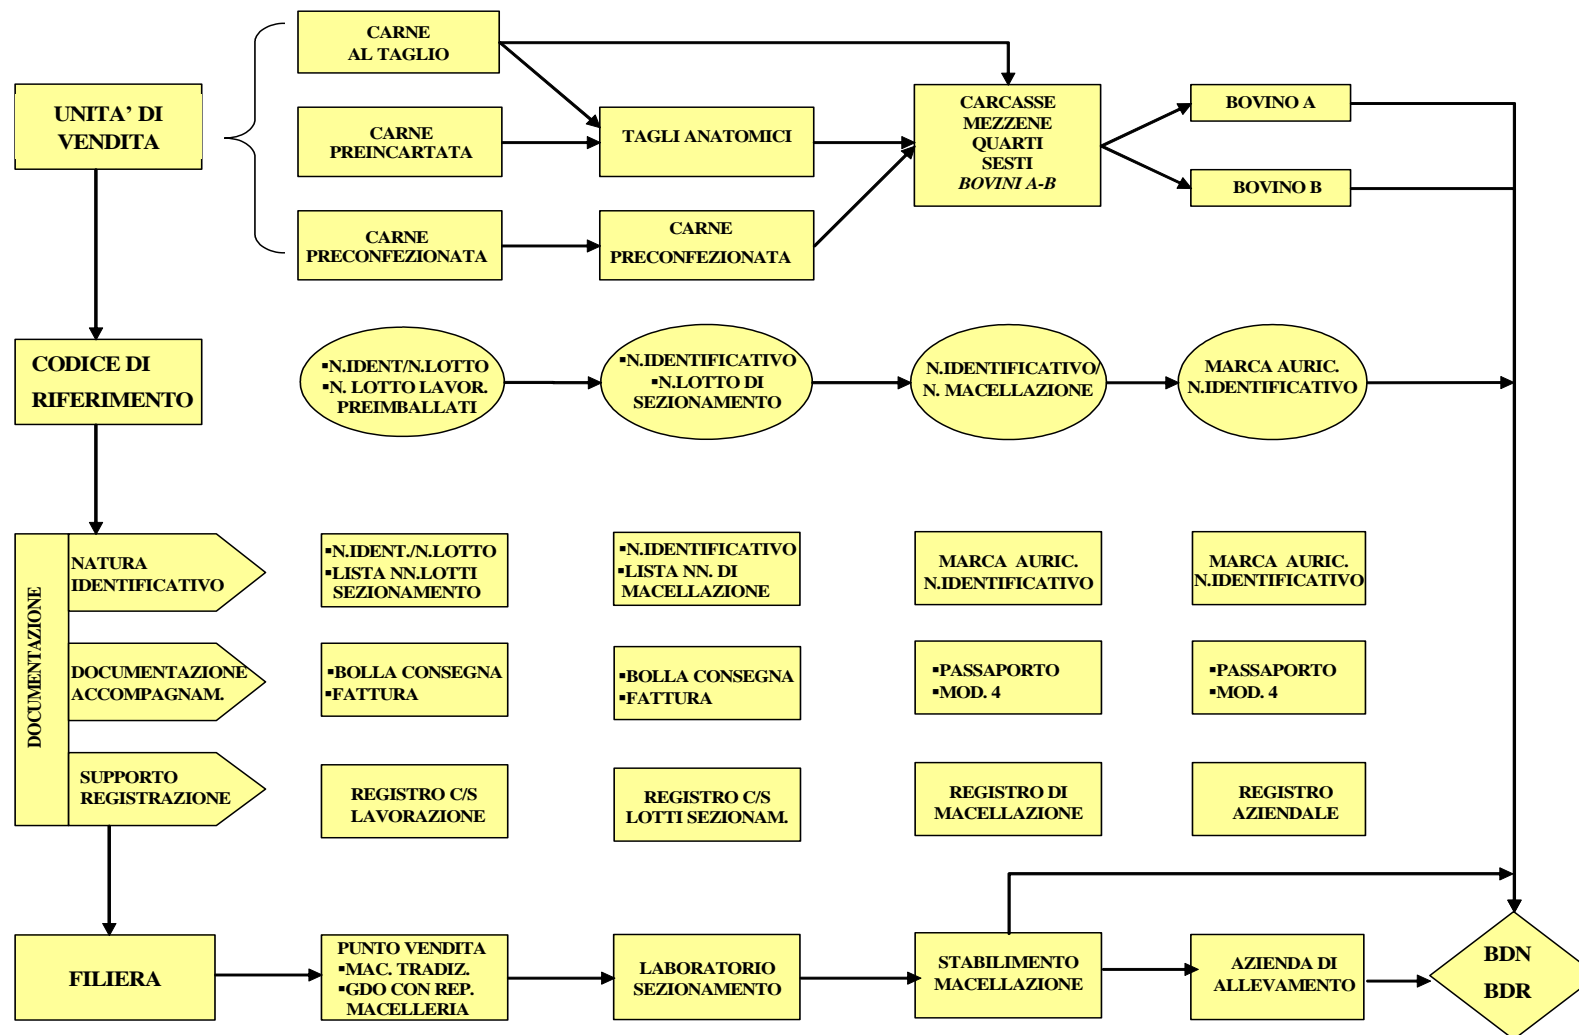 CARNE
AL TAGLIO
UNITA' DI
VENDITA
CARNE
PREINCARTATA
TAGLI ANATOMICI
CARCASSE
MEZZENE
QUARTI
SESTI
BOVINI A-B
BOVINO A
BOVINO B
CARNE
PRECONFEZIONATA
CARNE
PRECONFEZIONATA
CODICE DI
RIFERIMENTO
▪N.IDENT/N.LOTTO
▪N. LOTTO LAVOR.
PREIMBALLATI
▪N.IDENTIFICATIVO
▪N.LOTTO DI
SEZIONAMENTO
N.IDENTIFICATIVO/
N. MACELLAZIONE
MARCA AURIC.
N.IDENTIFICATIVO
DOCUMENTAZIONE
NATURA
IDENTIFICATIVO
▪N.IDENT./N.LOTTO
▪LISTA NN.LOTTI
SEZIONAMENTO
▪N.IDENTIFICATIVO
▪LISTA NN. DI
MACELLAZIONE
MARCA AURIC.
N.IDENTIFICATIVO
MARCA AURIC.
N.IDENTIFICATIVO
DOCUMENTAZIONE
ACCOMPAGNAM.
▪BOLLA CONSEGNA
▪FATTURA
▪BOLLA CONSEGNA
▪FATTURA
▪PASSAPORTO
▪MOD. 4
▪PASSAPORTO
▪MOD. 4
SUPPORTO
REGISTRAZIONE
REGISTRO C/S
LAVORAZIONE
REGISTRO C/S
LOTTI SEZIONAM.
REGISTRO DI
MACELLAZIONE
REGISTRO
AZIENDALE
FILIERA
PUNTO VENDITA
▪MAC. TRADIZ.
▪GDO CON REP.
MACELLERIA
LABORATORIO
SEZIONAMENTO
STABILIMENTO
MACELLAZIONE
AZIENDA DI
ALLEVAMENTO
BDN
BDR